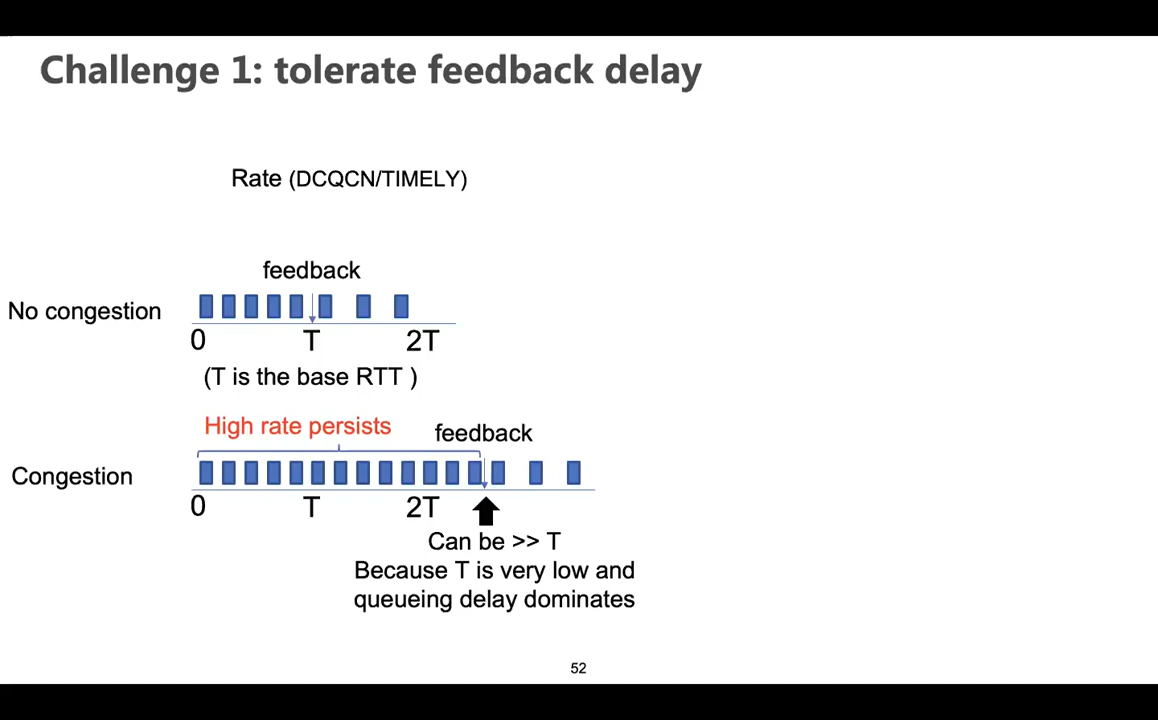 Challenge 1: tolerate feedback delay
Rate (DCQCN/TIMELY)
feedback
No congestion
0 T 2T
(T is the base RTT )
High rate persists
feedback
Congestion
0 T 2T
Can be >> T
Because T is very low and
queueing delay dominates
52